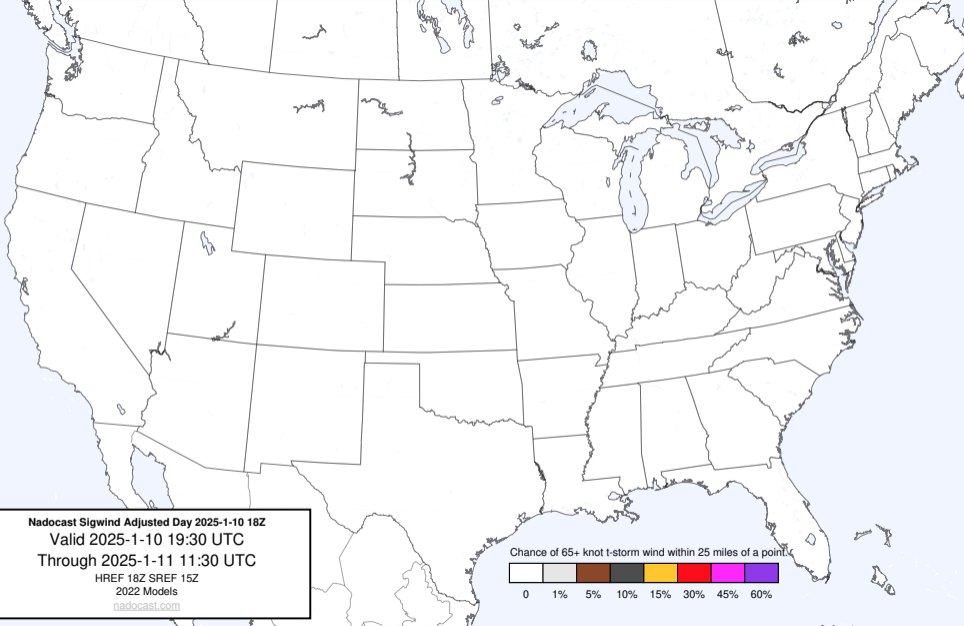 Nadocast Sigwind Adjusted Day 2025-1-10 18Z
Valid 2025-1-10 19:30 UTC
Through 2025-1-11 11:30 UTC
HREF 18Z SREF 15Z
2022 Models
nadocast.com
Chance of 65+ knot t-storm wind within 25 miles of a point.
0 1% 5% 10% 15% 30% 45% 60%